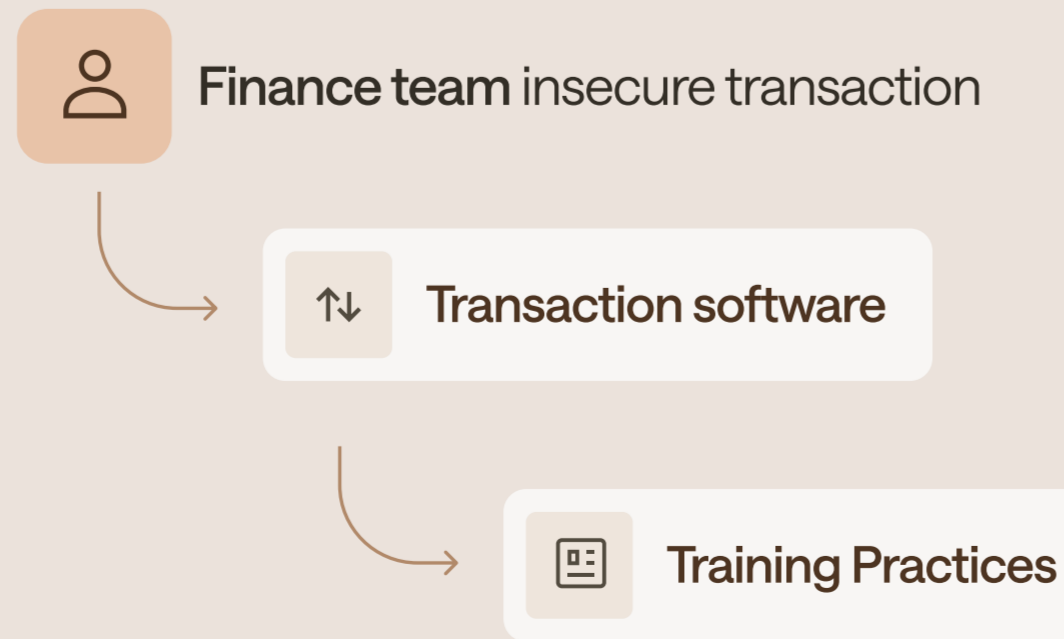 Finance team insecure transaction
Transaction software
Training Practices